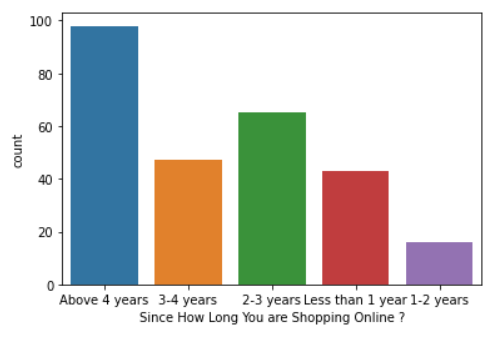 100
80
60
40
20
0
count
Above 4 years 3-4 years 2-3 years Less than 1 year 1-2 years
Since How Long You are Shopping Online ?